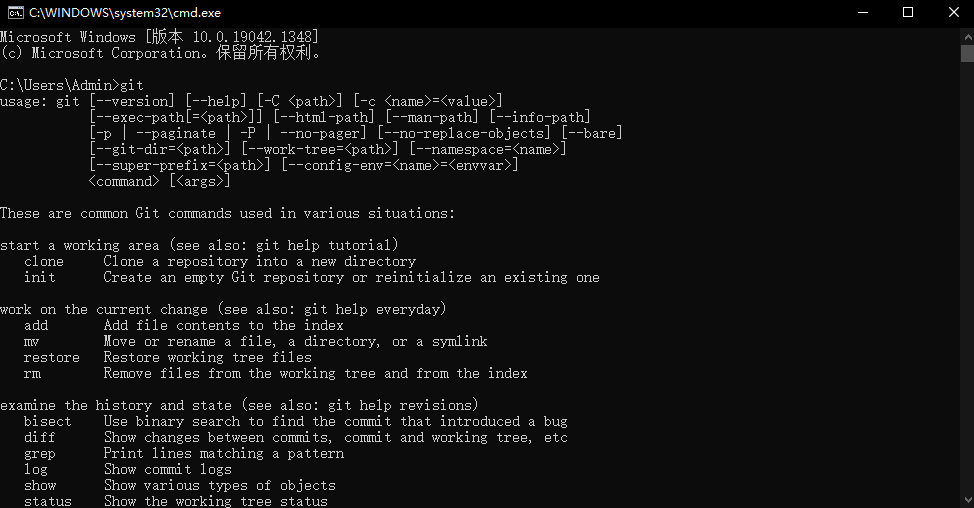 C:\WINDOWS\system32\cmd.exe
Microsoft Windows [版本 10.0.19042.1348]
(c) Microsoft Corporation。保留所有权利。
C:\Users\Admin>git
usage: git [--version] [--help] [-C <path>] [-c <name>=<value>]
           [--exec-path[=<path>]] [--html-path] [--man-path] [--info-path]
           [-p | --paginate | -P | --no-pager] [--no-replace-objects] [--bare]
           [--git-dir=<path>] [--work-tree=<path>] [--namespace=<name>]
           [--super-prefix=<path>] [--config-env=<name>=<envvar>]
           <command> [<args>]
These are common Git commands used in various situations:
start a working area (see also: git help tutorial)
   clone     Clone a repository into a new directory
   init      Create an empty Git repository or reinitialize an existing one
work on the current change (see also: git help everyday)
   add       Add file contents to the index
   mv        Move or rename a file, a directory, or a symlink
   restore   Restore working tree files
   rm        Remove files from the working tree and from the index
examine the history and state (see also: git help revisions)
   bisect    Use binary search to find the commit that introduced a bug
   diff      Show changes between commits, commit and working tree, etc
   grep      Print lines matching a pattern
   log       Show commit logs
   show      Show various types of objects
   status    Show the working tree status